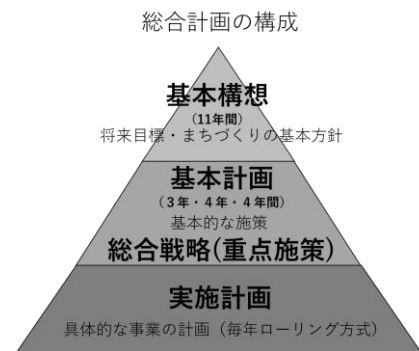 総合計画の構成
基本構想
（11年間）
将来目標・まちづくりの基本方針
基本計画
（３年・４年・４年間）
基本的な施策
総合戦略(重点施策)
実施計画
具体的な事業の計画（毎年ローリング方式）